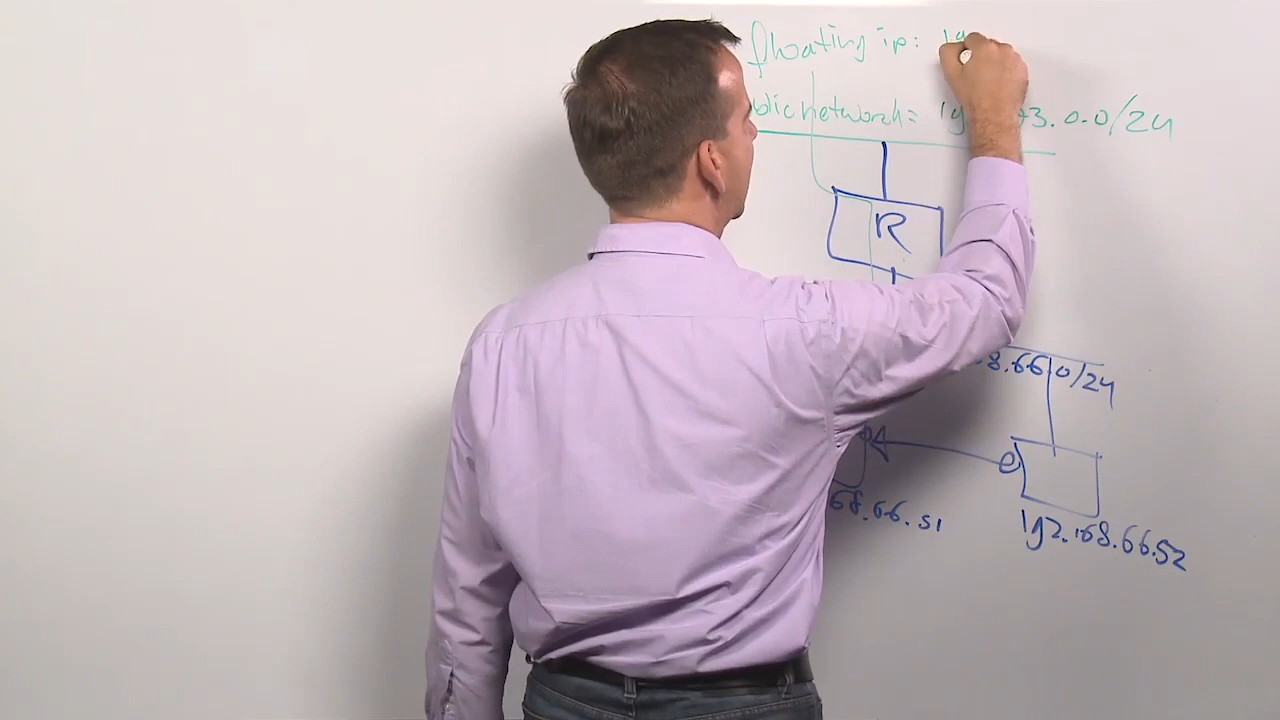 floating ip: 19
blic network= 19 3.0.0/24
R
8.66.0/24
e
68.66.51
192.168.66.52